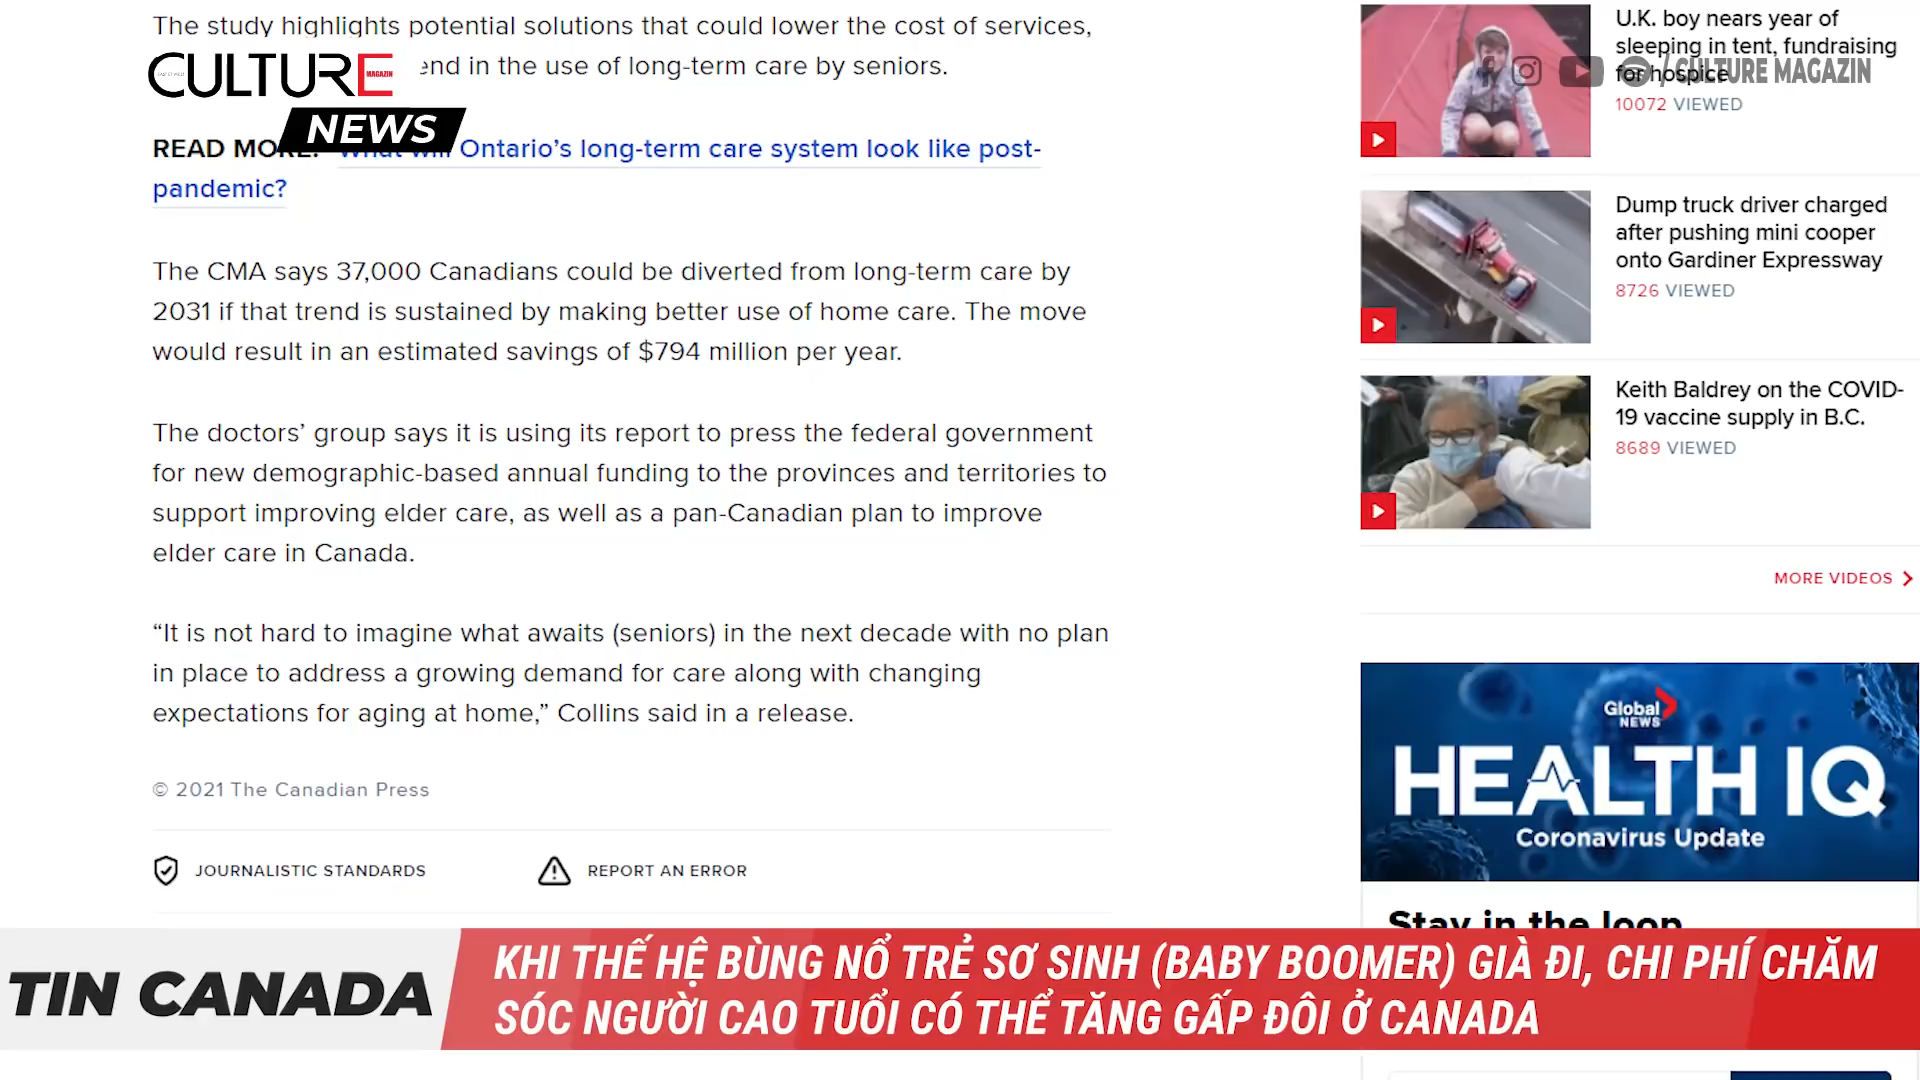 The study highlights potential solutions that could lower the cost of services,
end in the use of long-term care by seniors.
CULTURE
MAGAZIN
NEWS
READ MORE: What will Ontario’s long-term care system look like post-
pandemic?
The CMA says 37,000 Canadians could be diverted from long-term care by
2031 if that trend is sustained by making better use of home care. The move
would result in an estimated savings of $794 million per year.
The doctors’ group says it is using its report to press the federal government
for new demographic-based annual funding to the provinces and territories to
support improving elder care, as well as a pan-Canadian plan to improve
elder care in Canada.
“It is not hard to imagine what awaits (seniors) in the next decade with no plan
in place to address a growing demand for care along with changing
expectations for aging at home,” Collins said in a release.
© 2021 The Canadian Press
JOURNALISTIC STANDARDS
REPORT AN ERROR
U.K. boy nears year of
sleeping in tent, fundraising
for hospice
/ CULTURE MAGAZIN
10072 VIEWED
Dump truck driver charged
after pushing mini cooper
onto Gardiner Expressway
8726 VIEWED
Keith Baldrey on the COVID-
19 vaccine supply in B.C.
8689 VIEWED
MORE VIDEOS
Global
NEWS
HEALTH IQ
Coronavirus Update
Stay in the loop
TIN CANADA
KHI THẾ HỆ BÙNG NỔ TRẺ SƠ SINH (BABY BOOMER) GIÀ ĐI, CHI PHÍ CHĂM
SÓC NGƯỜI CAO TUỔI CÓ THỂ TĂNG GẤP ĐÔI Ở CANADA